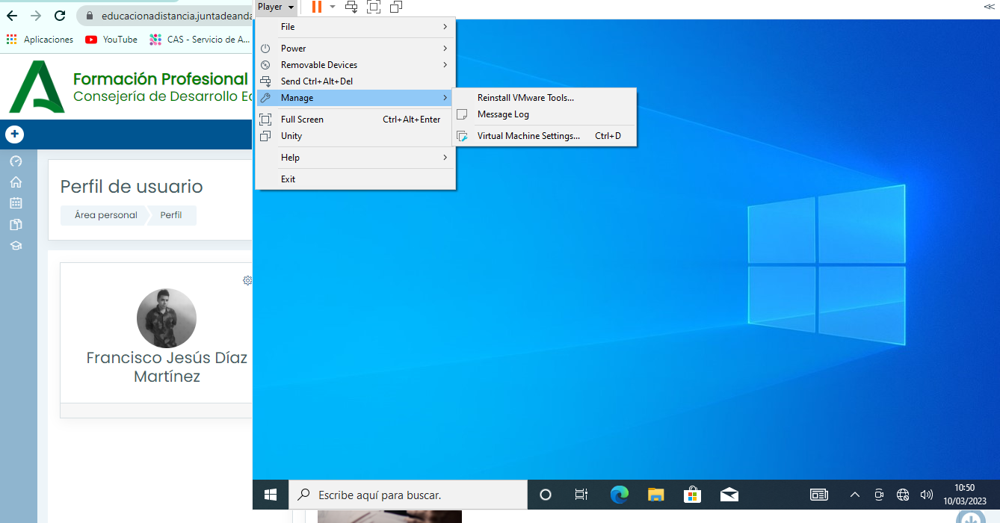 educacionadistancia.juntadeanda
Aplicaciones
YouTube
CAS - Servicio de A...
Formación Profesional
Consejería de Desarrollo Ec
Perfil de usuario
Área personal
Perfil
Francisco Jesús Díaz
Martínez
Player
File
Power
Removable Devices
Send Ctrl+Alt+Del
Manage
Full Screen Ctrl+Alt+Enter
Unity
Help
Exit
Reinstall VMware Tools...
Message Log
Virtual Machine Settings... Ctrl+D
Escribe aquí para buscar.
10:50
10/03/2023